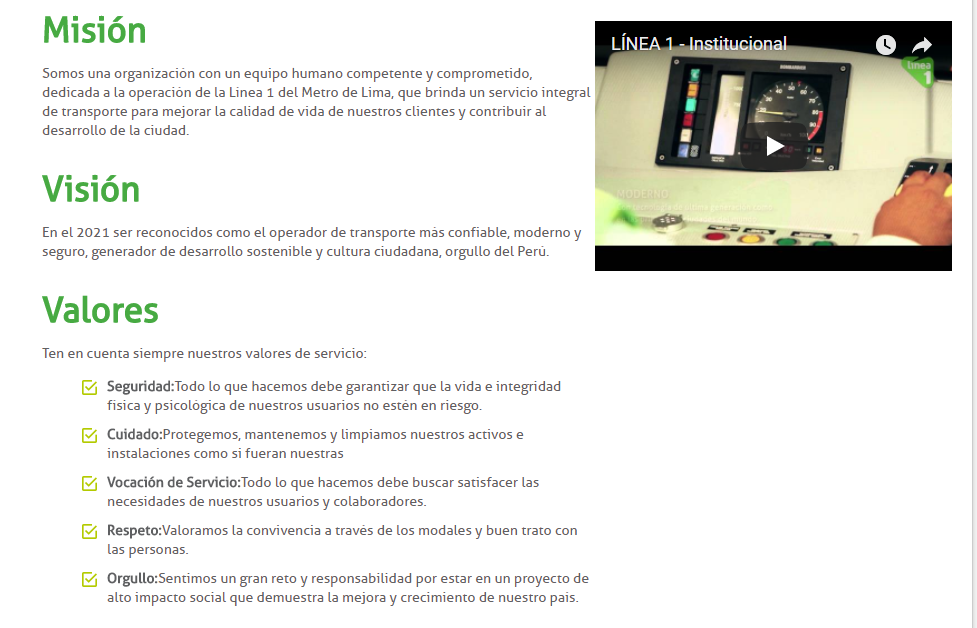 Misión
Somos una organización con un equipo humano competente y comprometido,
dedicada a la operación de la Línea 1 del Metro de Lima, que brinda un servicio integral
de transporte para mejorar la calidad de vida de nuestros clientes y contribuir al
desarrollo de la ciudad.
Visión
En el 2021 ser reconocidos como el operador de transporte más confiable, moderno y
seguro, generador de desarrollo sostenible y cultura ciudadana, orgullo del Perú.
Valores
Ten en cuenta siempre nuestros valores de servicio:
Seguridad:Todo lo que hacemos debe garantizar que la vida e integridad
física y psicológica de nuestros usuarios no estén en riesgo.
Cuidado:Protegemos, mantenemos y limpiamos nuestros activos e
instalaciones como si fueran nuestras
Vocación de Servicio:Todo lo que hacemos debe buscar satisfacer las
necesidades de nuestros usuarios y colaboradores.
Respeto:Valoramos la convivencia a través de los modales y buen trato con
las personas.
Orgullo:Sentimos un gran reto y responsabilidad por estar en un proyecto de
alto impacto social que demuestra la mejora y crecimiento de nuestro país.
LÍNEA 1 - Institucional
línea
1
MODERNO